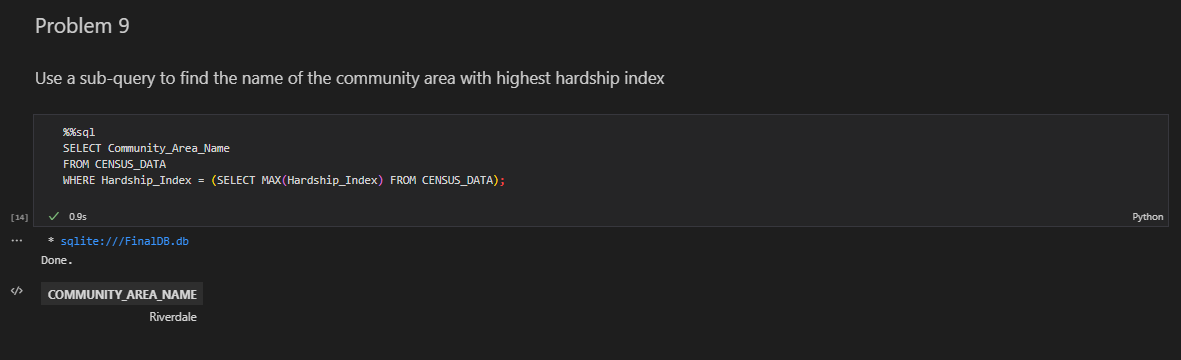 Problem 9
Use a sub-query to find the name of the community area with highest hardship index
%%sql
SELECT Community_Area_Name
FROM CENSUS_DATA
WHERE Hardship_Index = (SELECT MAX(Hardship_Index) FROM CENSUS_DATA);
[14] ✓ 0.9s Python
... * sqlite:///FinalDB.db
Done.
</> COMMUNITY_AREA_NAME
Riverdale